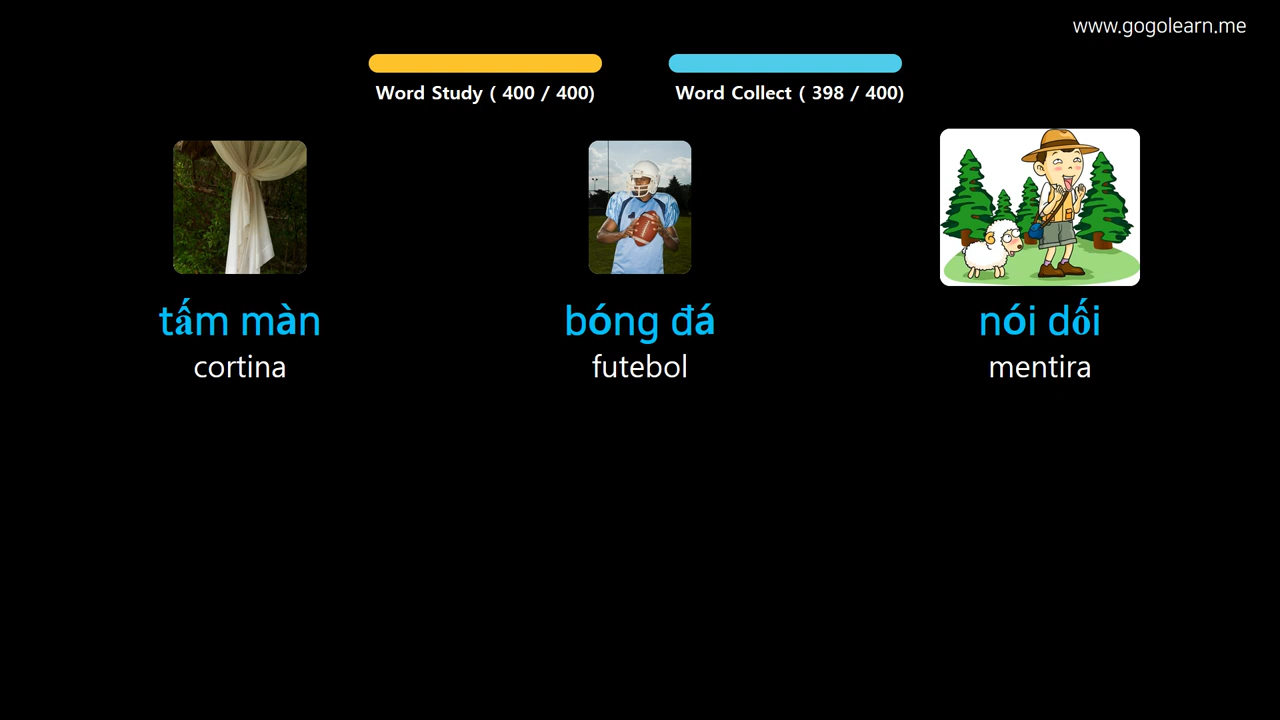 www.gogolearn.me
Word Study ( 400 / 400)
Word Collect ( 398 / 400)
tấm màn
cortina
bóng đá
futebol
nói dối
mentira